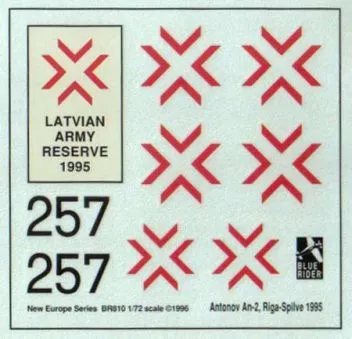 LATVIAN
ARMY
RESERVE
1995
257
257
BLUE
RIDER
New Europe Series BR810 1/72 scale ©1996
Antonov An-2, Riga-Spilve 1995